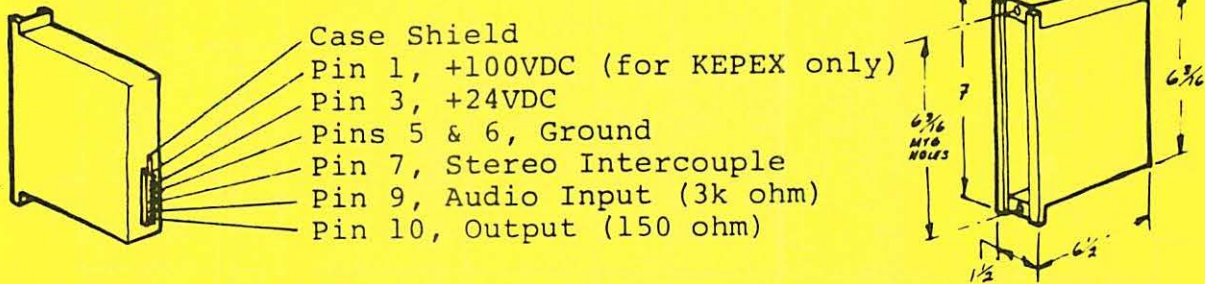 Case Shield
Pin 1, +100VDC (for KEPEX only)
Pin 3, +24VDC
Pins 5 & 6, Ground
Pin 7, Stereo Intercouple
Pin 9, Audio Input (3k ohm)
Pin 10, Output (150 ohm)
7
6 3/16
6 3/16
MTG
HOLES
6 1/2
1 1/2